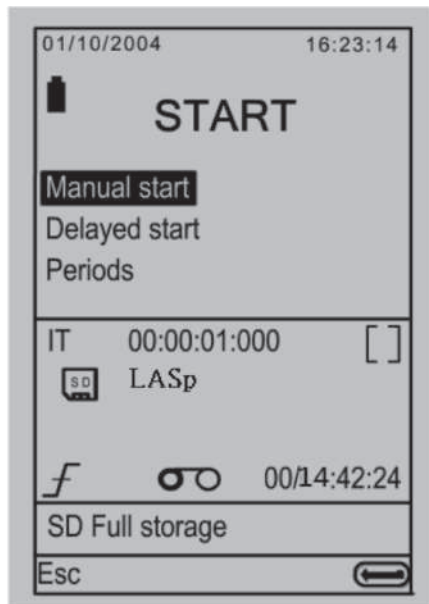 01/10/2004 16:23:14
START
Manual start
Delayed start
Periods
IT 00:00:01:000 [ ]
SD LASp
00/14:42:24
SD Full storage
Esc